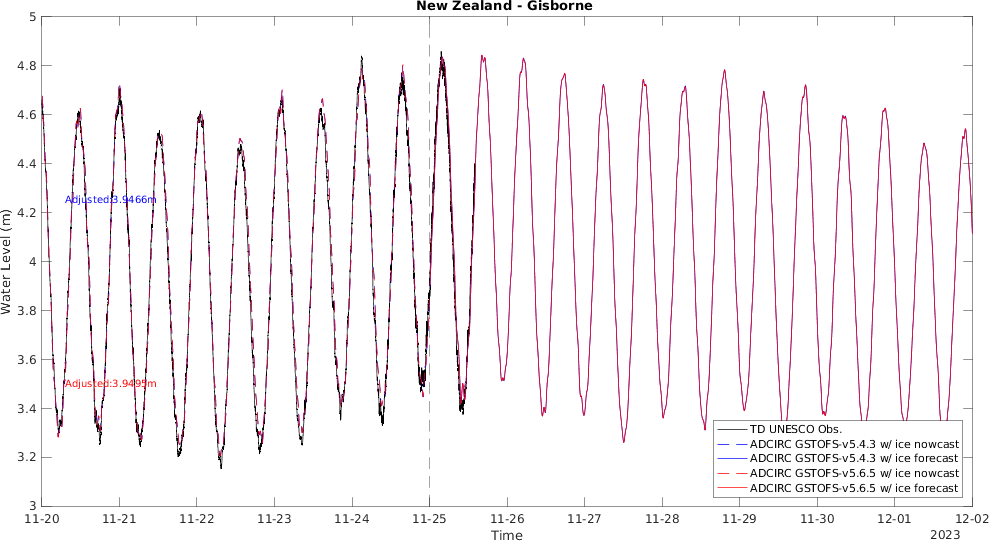 New Zealand - Gisborne
Water Level (m)
5
4.8
4.6
4.4
4.2
4
3.8
3.6
3.4
3.2
3
Adjusted:3.9466m
Adjusted:3.9495m
TD UNESCO Obs.
ADCIRC GSTOFS-v5.4.3 w/ ice nowcast
ADCIRC GSTOFS-v5.4.3 w/ ice forecast
ADCIRC GSTOFS-v5.6.5 w/ ice nowcast
ADCIRC GSTOFS-v5.6.5 w/ ice forecast
11-20 11-21 11-22 11-23 11-24 11-25 11-26 11-27 11-28 11-29 11-30 12-01 12-02
Time
2023